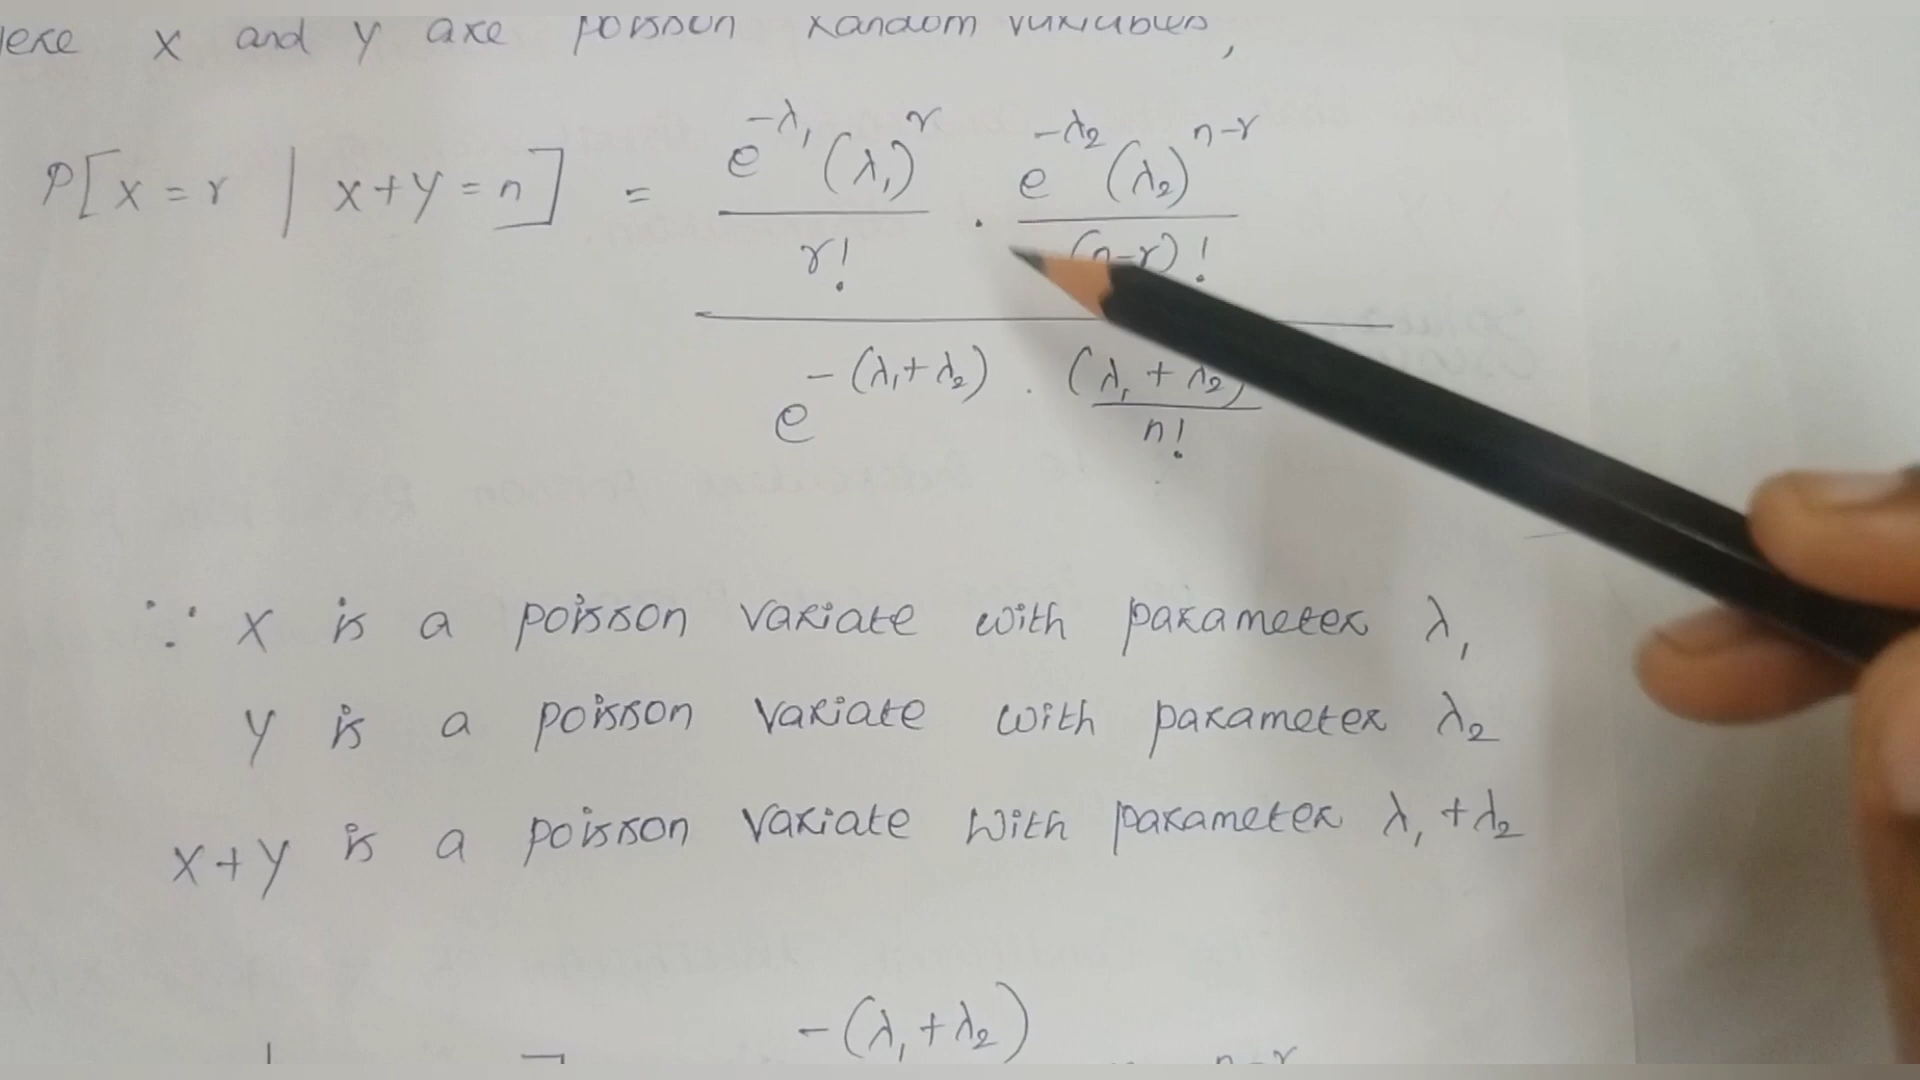 x and y are poisson random variables,
P[x = r | x+y = n] = e^{-λ₁} (λ₁)^r / r! · e^{-λ₂} (λ₂)^{n-r} / (n-r)!
e^{-(λ₁+λ₂)} · (λ₁ + λ₂) / n!
∵ x is a poisson variate with parameter λ₁
y is a poisson variate with parameter λ₂
x+y is a poisson variate with parameter λ₁ + λ₂
-(λ₁ + λ₂)
n-r